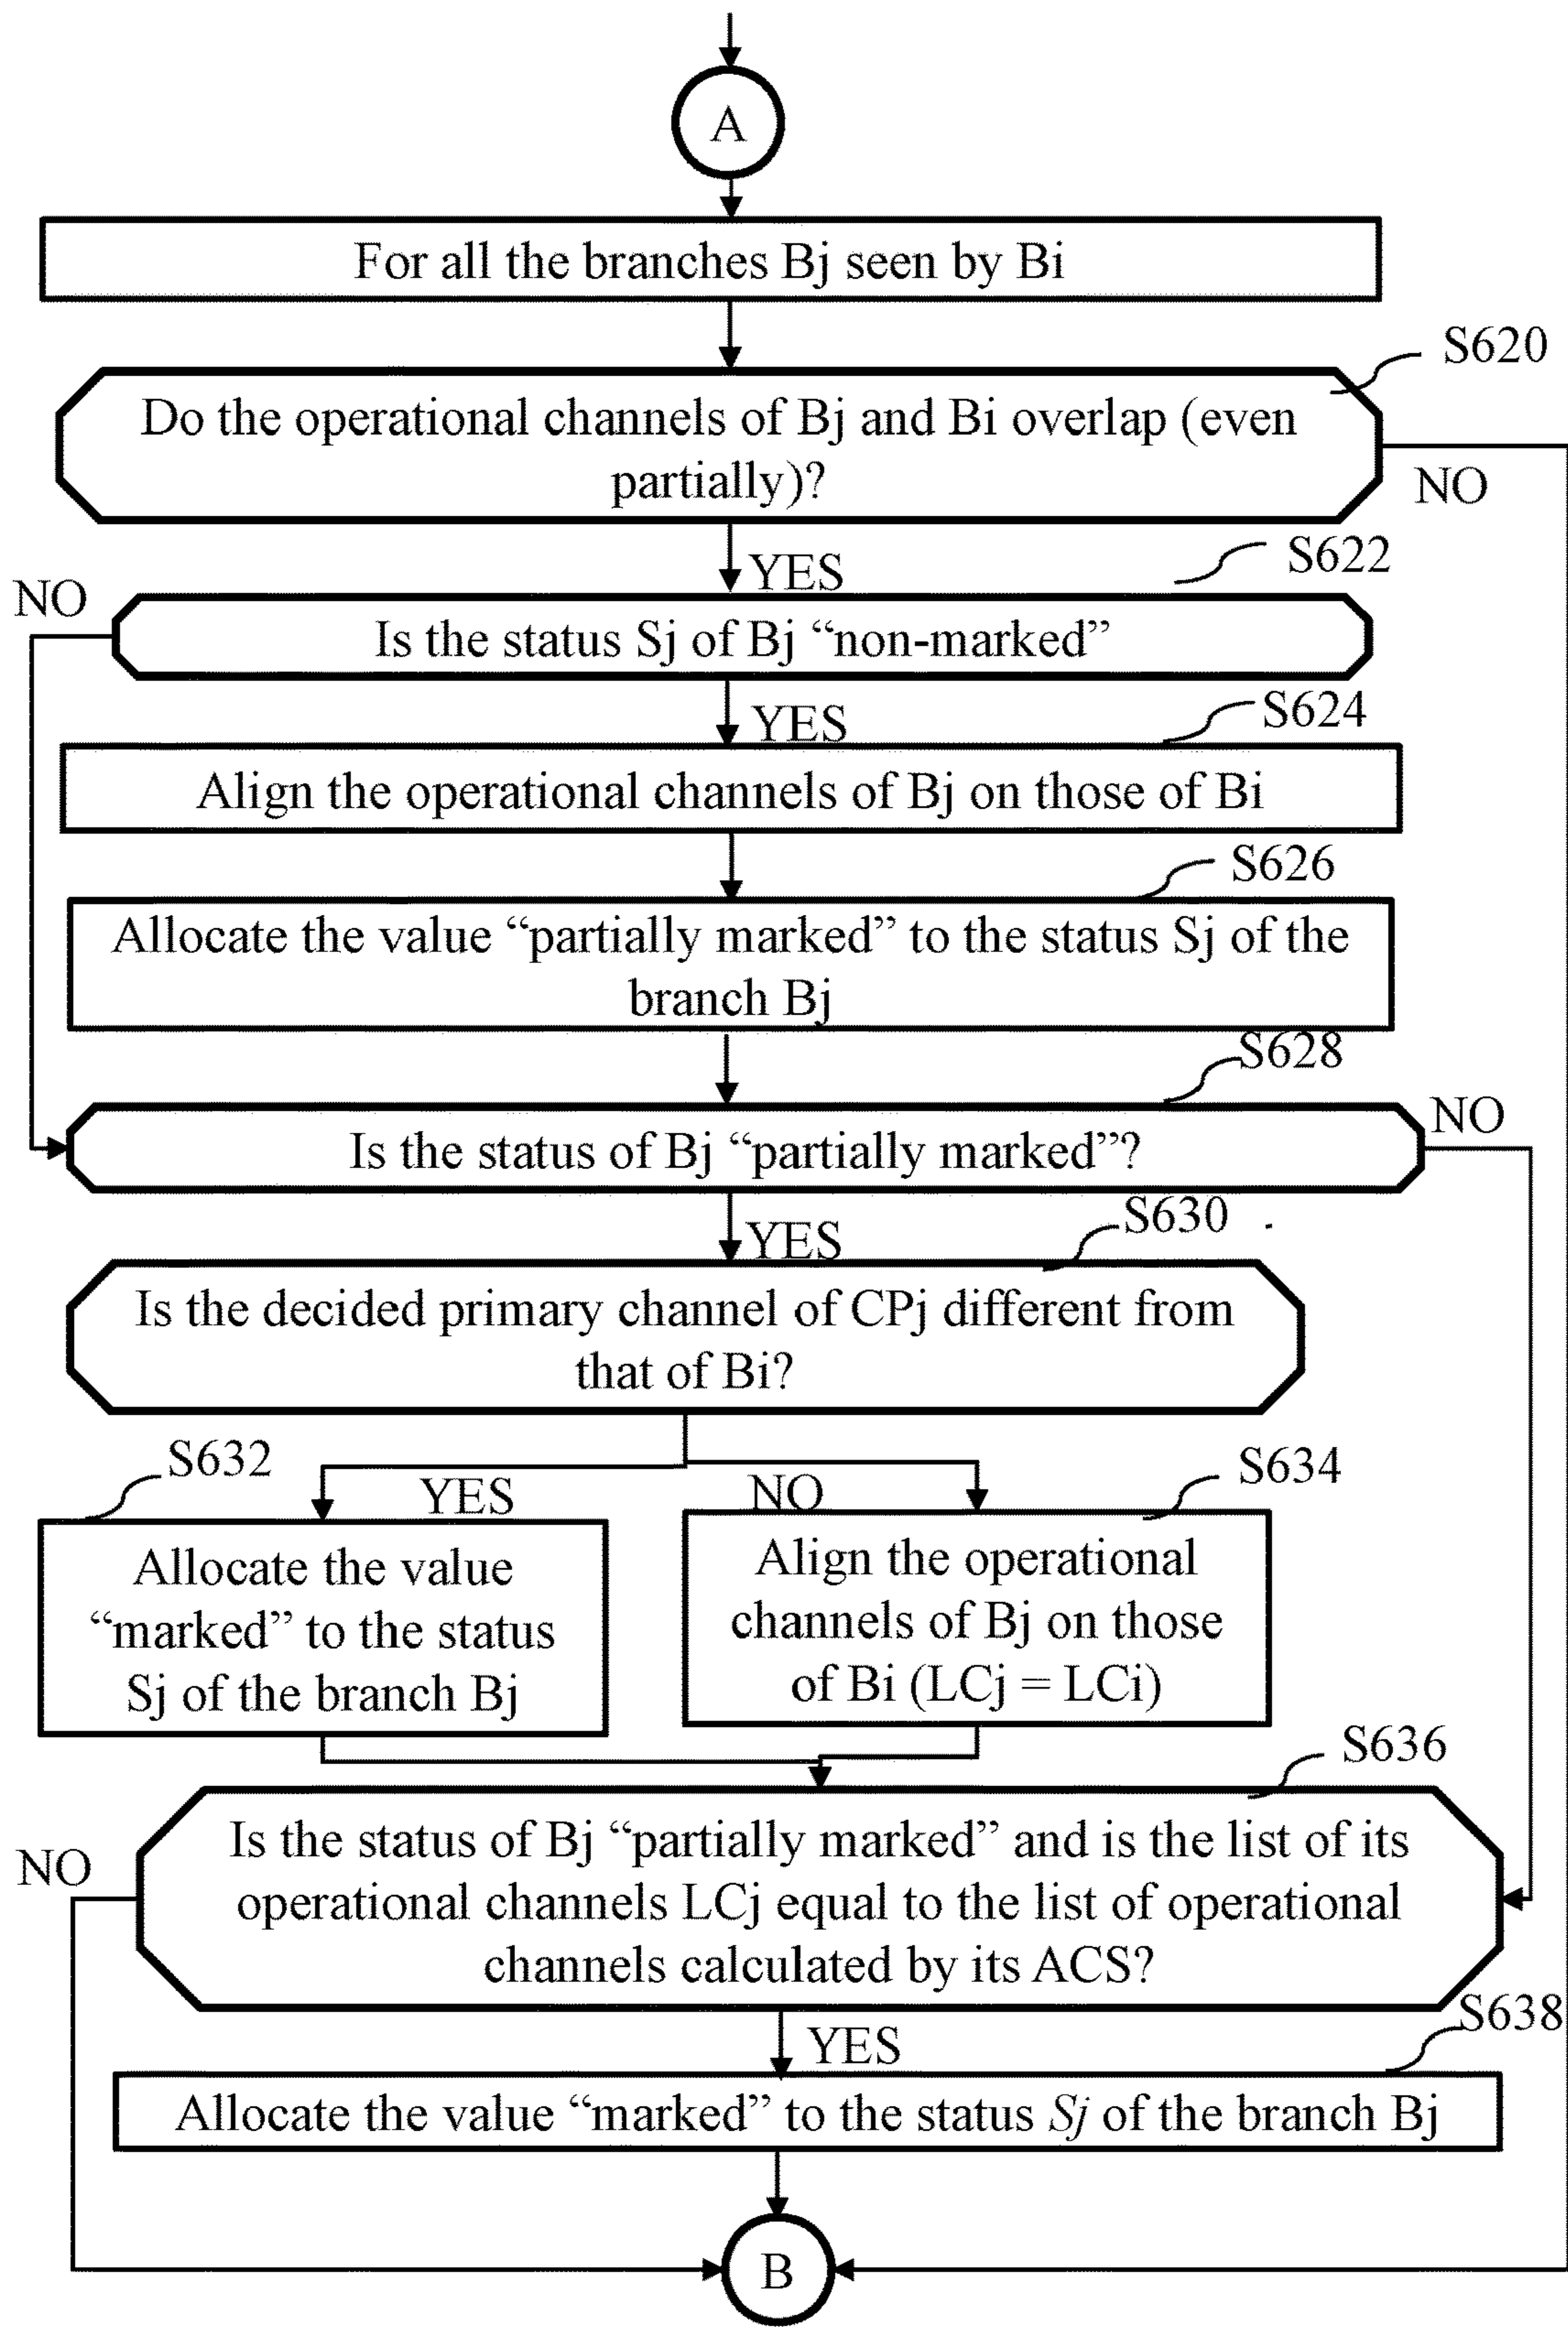 A
For all the branches Bj seen by Bi
S620
Do the operational channels of Bj and Bi overlap (even
partially)?
NO
YES
S622
NO
Is the status Sj of Bj “non-marked”
YES
S624
Align the operational channels of Bj on those of Bi
S626
Allocate the value “partially marked” to the status Sj of the
branch Bj
S628
NO
Is the status of Bj “partially marked”?
YES
S630
Is the decided primary channel of CPj different from
that of Bi?
S632
YES
NO
S634
Allocate the value
“marked” to the status
Sj of the branch Bj
Align the operational
channels of Bj on those
of Bi (LCj = LCi)
S636
NO
Is the status of Bj “partially marked” and is the list of its
operational channels LCj equal to the list of operational
channels calculated by its ACS?
YES
S638
Allocate the value “marked” to the status Sj of the branch Bj
B